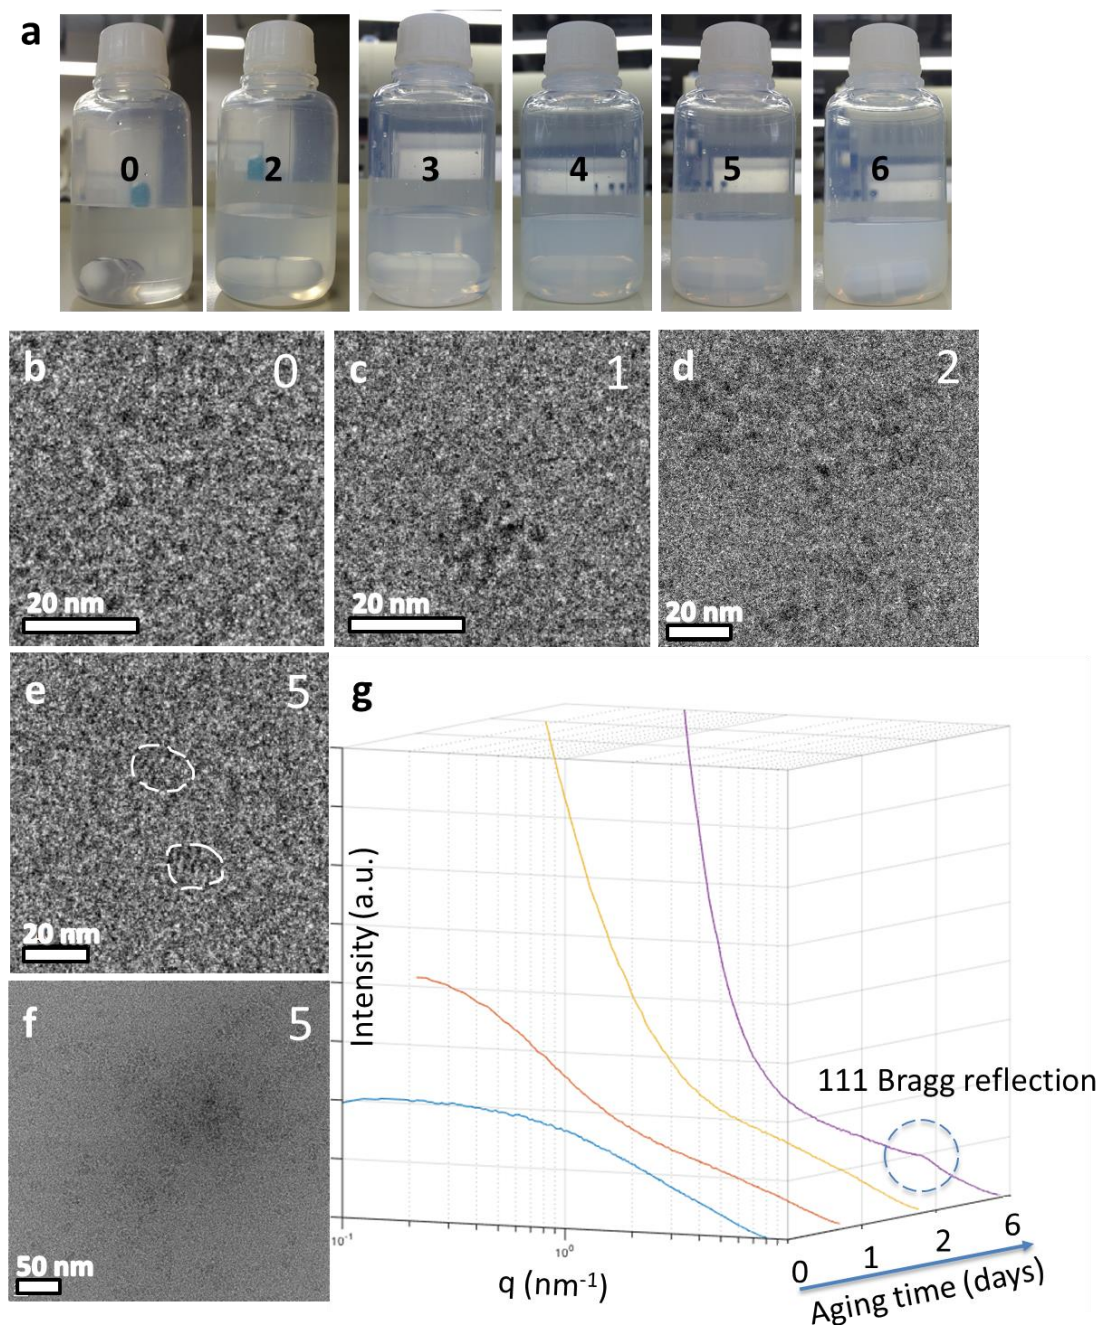 a
0 2 3 4 5 6
b 0
20 nm
c 1
20 nm
d 2
20 nm
e 5
20 nm
f 5
50 nm
g
Intensity (a.u.)
111 Bragg reflection
10⁻¹
10⁰
q (nm⁻¹)
0 1 2 6
Aging time (days)